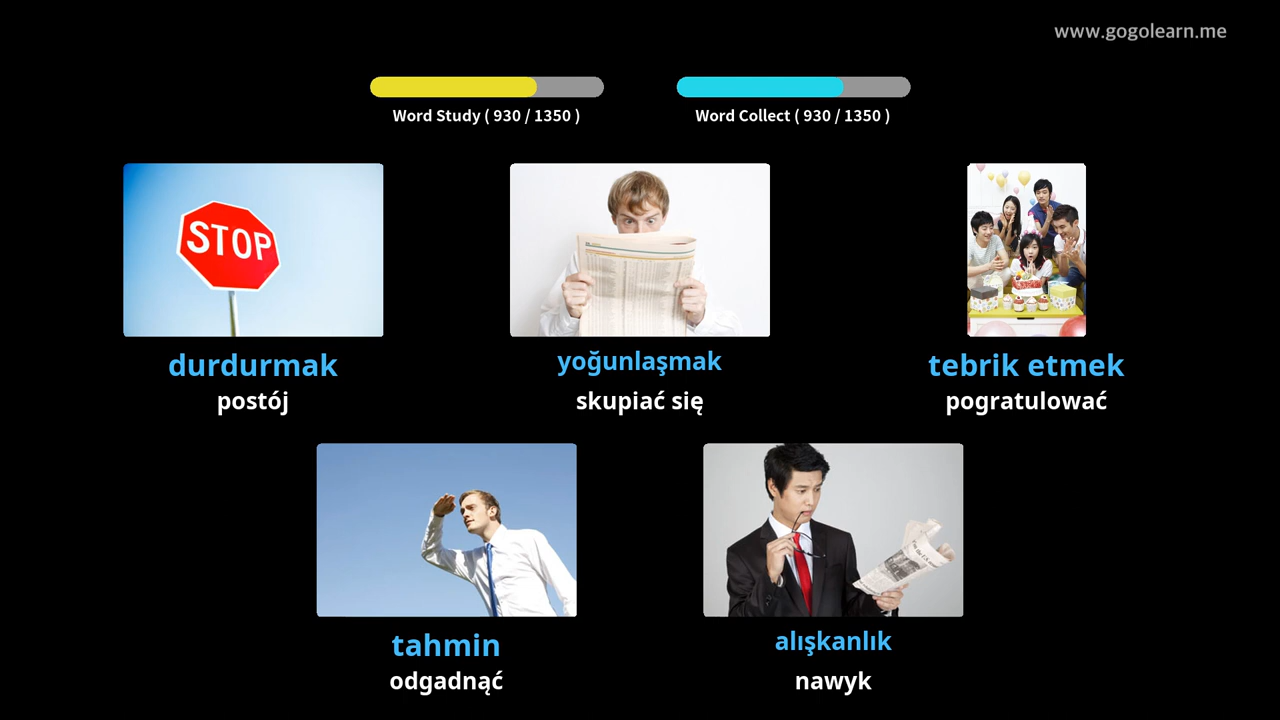 www.gogolearn.me
Word Study ( 930 / 1350 )
Word Collect ( 930 / 1350 )
STOP
durdurmak
postój
yoğunlaşmak
skupiać się
tebrik etmek
pogratulować
tahmin
odgadnąć
alışkanlık
nawyk